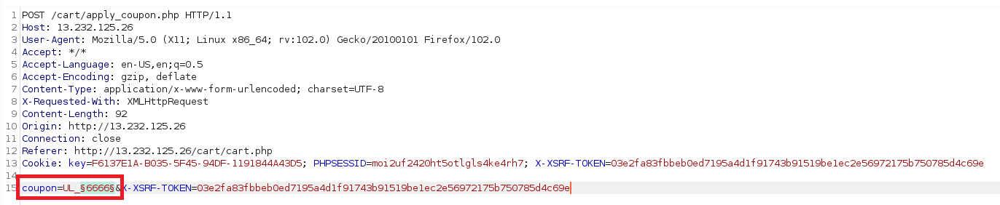 1 POST /cart/apply_coupon.php HTTP/1.1
2 Host: 13.232.125.26
3 User-Agent: Mozilla/5.0 (X11; Linux x86_64; rv:102.0) Gecko/20100101 Firefox/102.0
4 Accept: */*
5 Accept-Language: en-US,en;q=0.5
6 Accept-Encoding: gzip, deflate
7 Content-Type: application/x-www-form-urlencoded; charset=UTF-8
8 X-Requested-With: XMLHttpRequest
9 Content-Length: 92
10 Origin: http://13.232.125.26
11 Connection: close
12 Referer: http://13.232.125.26/cart/cart.php
13 Cookie: key=F6137E1A-B035-5F45-94DF-1191844A43D5; PHPSESSID=moi2uf2420ht5otlgls4ke4rh7; X-XSRF-TOKEN=03e2fa83fbbeb0ed7195a4d1f91743b91519be1ec2e56972175b750785d4c69e
14
15 coupon=UL_§6666§&X-XSRF-TOKEN=03e2fa83fbbeb0ed7195a4d1f91743b91519be1ec2e56972175b750785d4c69e